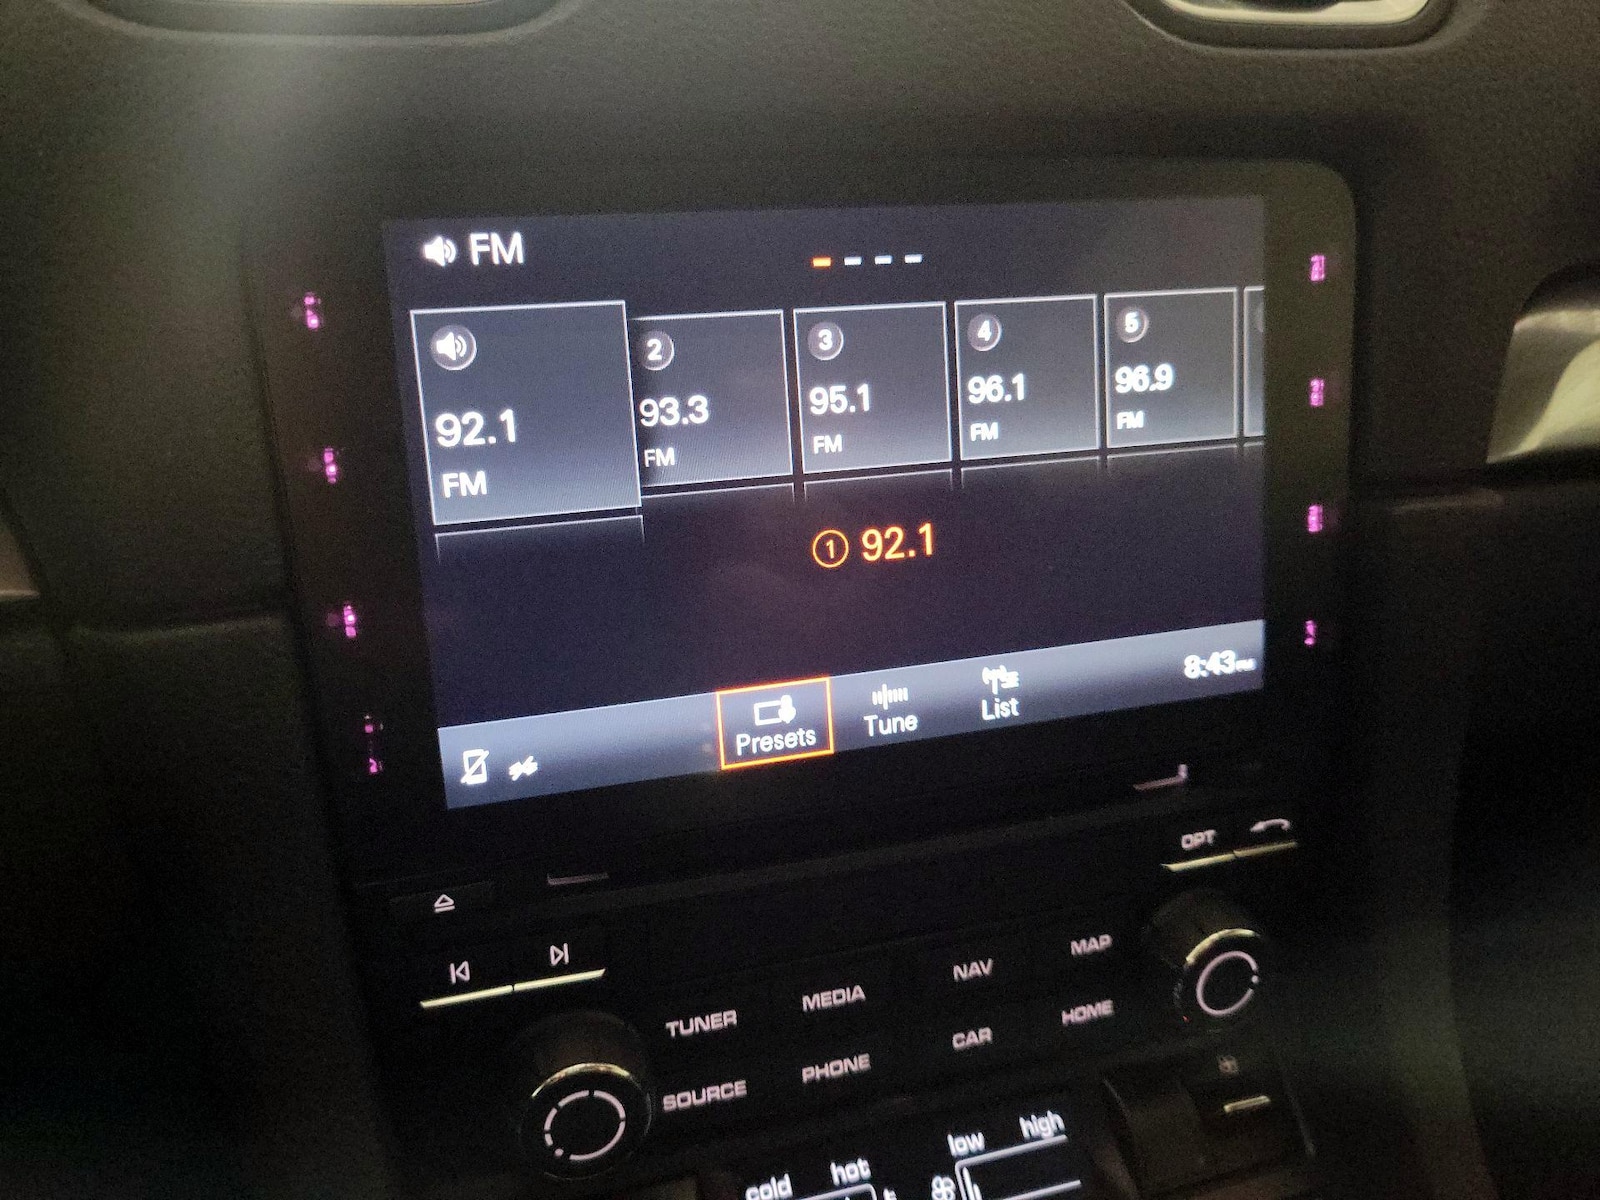 FM
92.1
FM
2
93.3
FM
3
95.1
FM
4
96.1
FM
5
96.9
FM
1 92.1
Presets
Tune
List
8:43PM
OPT
TUNER
MEDIA
NAV
MAP
SOURCE
PHONE
CAR
HOME
cold hot
low high